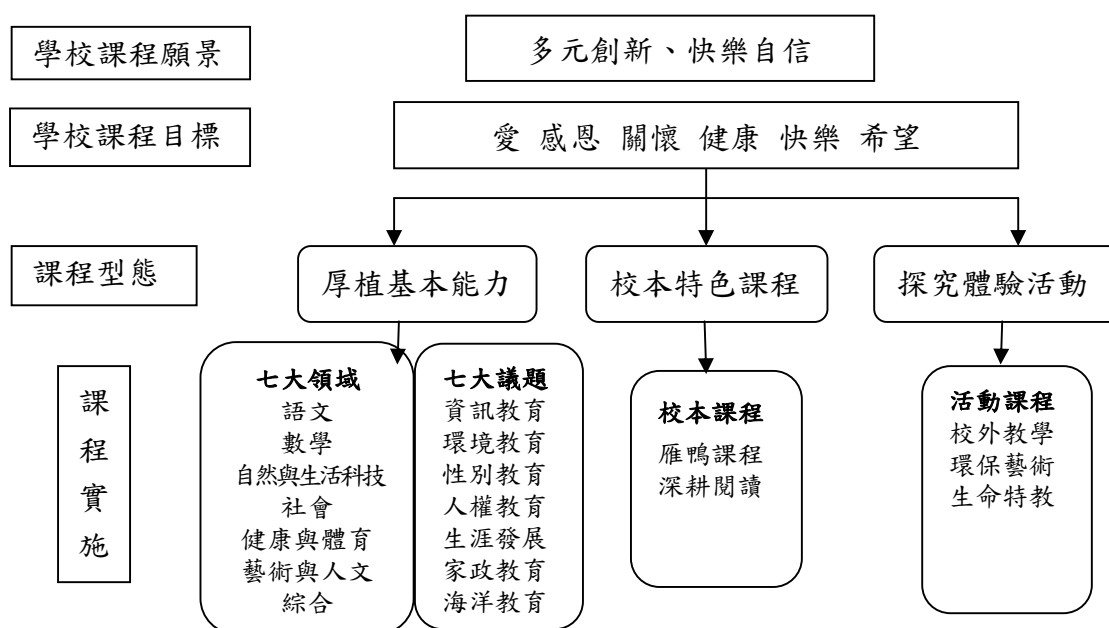 學校課程願景
多元創新、快樂自信
學校課程目標
愛 感恩 關懷 健康 快樂 希望
課程型態
厚植基本能力
校本特色課程
探究體驗活動
課程實施
七大領域
語文
數學
自然與生活科技
社會
健康與體育
藝術與人文
綜合
七大議題
資訊教育
環境教育
性別教育
人權教育
生涯發展
家政教育
海洋教育
校本課程
雁鴨課程
深耕閱讀
活動課程
校外教學
環保藝術
生命特教